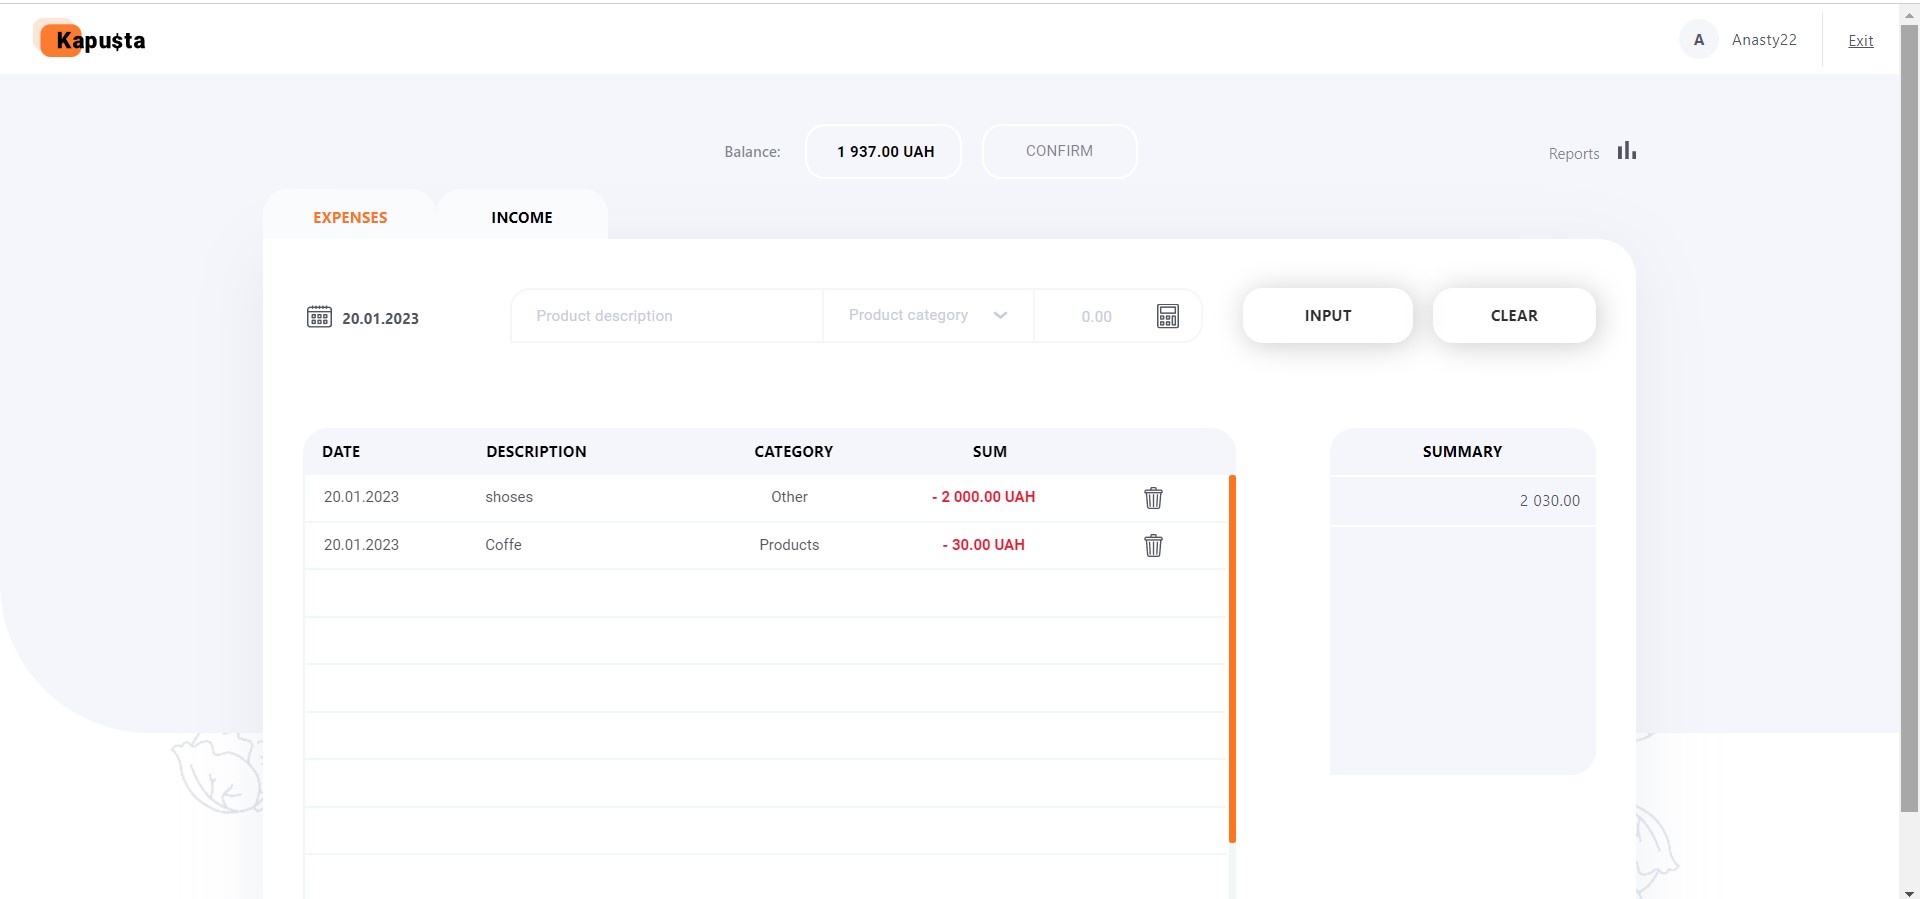 Kapu$ta
A Anasty22 Exit
Balance: 1 937.00 UAH CONFIRM Reports
EXPENSES INCOME
20.01.2023 Product description Product category 0.00 INPUT CLEAR
DATE DESCRIPTION CATEGORY SUM SUMMARY
20.01.2023 shoses Other - 2 000.00 UAH 2 030.00
20.01.2023 Coffe Products - 30.00 UAH